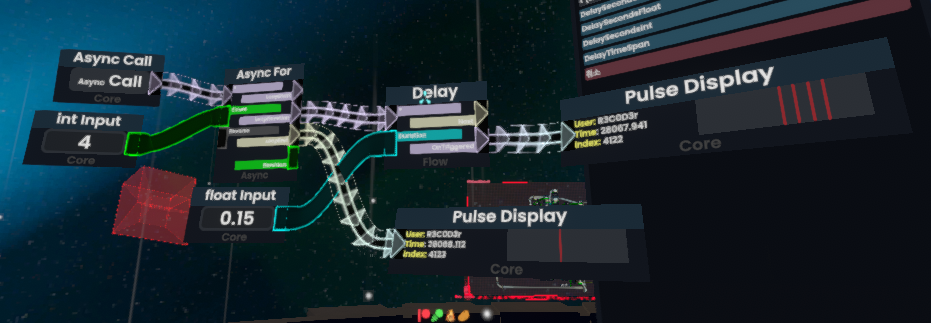 DelaySecondsFloat
DelaySecondsInt
DelayTimeSpan
Async Call
Async Call
Core
int Input
4
Core
Async For
Async
float Input
0.15
Core
Delay
Duration
OnTriggered
Flow
Pulse Display
User: R3C0D3r
Time: 28067.941
Index: 4122
Core
Pulse Display
User: R3C0D3r
Time: 28068.112
Index: 4123
Core